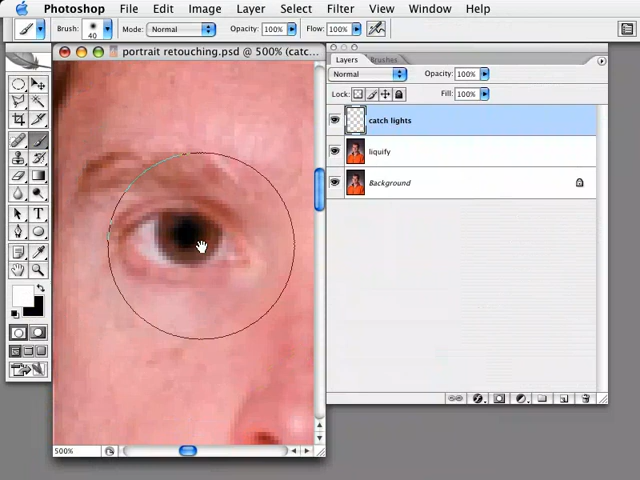 Photoshop File Edit Image Layer Select Filter View Window Help
Brush: 40 Mode: Normal Opacity: 100% Flow: 100%
portrait retouching.psd @ 500% (catc...
Layers Brushes
Normal Opacity: 100%
Lock: Fill: 100%
catch lights
liquify
Background
T
500%